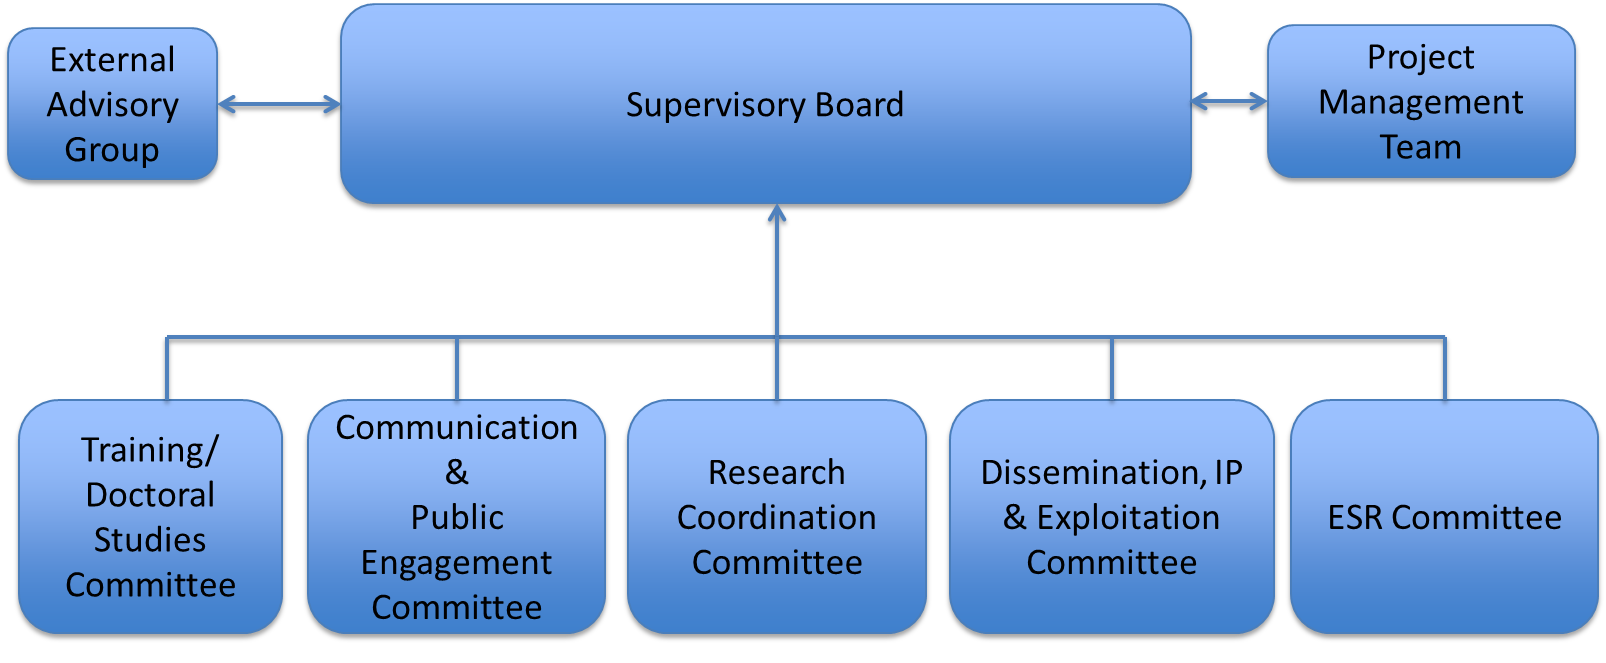 External
Advisory
Group
Supervisory Board
Project
Management
Team
Training/
Doctoral
Studies
Committee
Communication
&
Public
Engagement
Committee
Research
Coordination
Committee
Dissemination, IP
& Exploitation
Committee
ESR Committee